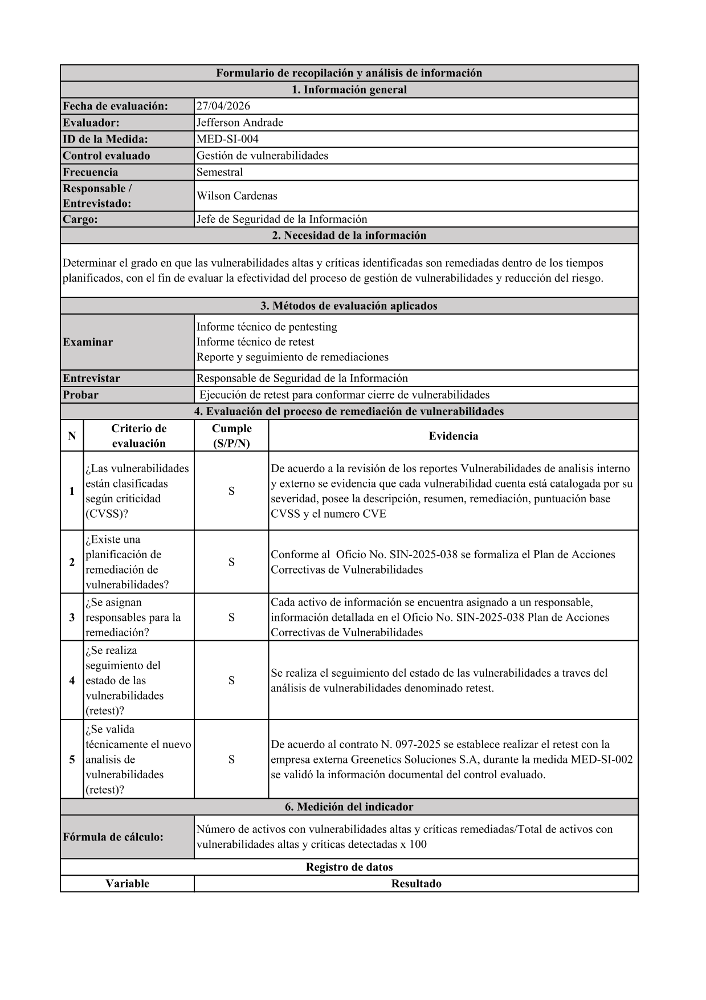 Formulario de recopilación y análisis de información
1. Información general
Fecha de evaluación: 27/04/2026
Evaluador: Jefferson Andrade
ID de la Medida: MED-SI-004
Control evaluado Gestión de vulnerabilidades
Frecuencia Semestral
Responsable /
Entrevistado:
Wilson Cardenas
Cargo: Jefe de Seguridad de la Información
2. Necesidad de la información
Determinar el grado en que las vulnerabilidades altas y críticas identificadas son remediadas dentro de los tiempos
planificados, con el fin de evaluar la efectividad del proceso de gestión de vulnerabilidades y reducción del riesgo.
3. Métodos de evaluación aplicados
Examinar
Informe técnico de pentesting
Informe técnico de retest
Reporte y seguimiento de remediaciones
Entrevistar Responsable de Seguridad de la Información
Probar Ejecución de retest para conformar cierre de vulnerabilidades
4. Evaluación del proceso de remediación de vulnerabilidades
N
Criterio de
evaluación
Cumple
(S/P/N)
Evidencia
1
¿Las vulnerabilidades
están clasificadas
según criticidad
(CVSS)?
S
De acuerdo a la revisión de los reportes Vulnerabilidades de analisis interno
y externo se evidencia que cada vulnerabilidad cuenta está catalogada por su
severidad, posee la descripción, resumen, remediación, puntuación base
CVSS y el numero CVE
2
¿Existe una
planificación de
remediación de
vulnerabilidades?
S
Conforme al  Oficio No. SIN-2025-038 se formaliza el Plan de Acciones
Correctivas de Vulnerabilidades
3
¿Se asignan
responsables para la
remediación?
S
Cada activo de información se encuentra asignado a un responsable,
información detallada en el Oficio No. SIN-2025-038 Plan de Acciones
Correctivas de Vulnerabilidades
4
¿Se realiza
seguimiento del
estado de las
vulnerabilidades
(retest)?
S
Se realiza el seguimiento del estado de las vulnerabilidades a traves del
análisis de vulnerabilidades denominado retest.
5
¿Se valida
técnicamente el nuevo
analisis de
vulnerabilidades
(retest)?
S
De acuerdo al contrato N. 097-2025 se establece realizar el retest con la
empresa externa Greenetics Soluciones S.A, durante la medida MED-SI-002
se validó la información documental del control evaluado.
6. Medición del indicador
Fórmula de cálculo:
Número de activos con vulnerabilidades altas y críticas remediadas/Total de activos con
vulnerabilidades altas y críticas detectadas x 100
Registro de datos
Variable Resultado